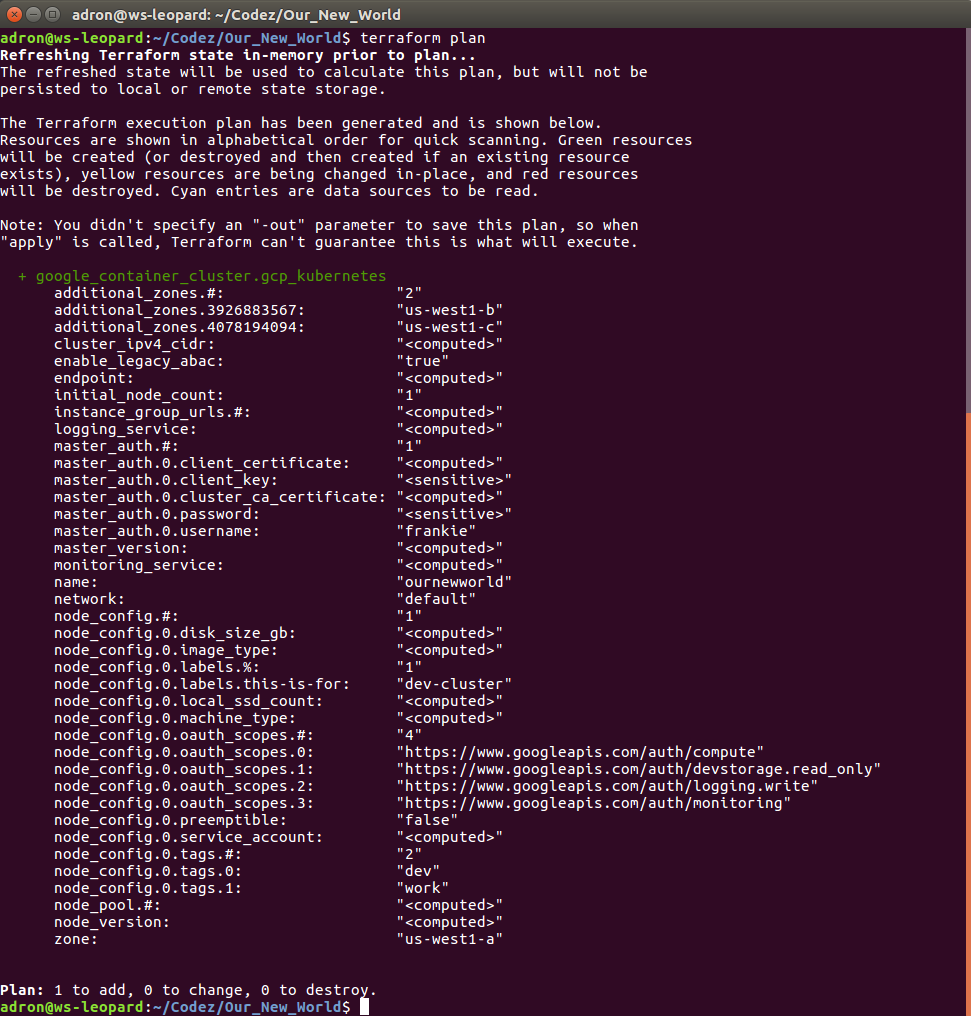 adron@ws-leopard: ~/Codez/Our_New_World
adron@ws-leopard:~/Codez/Our_New_World$ terraform plan
Refreshing Terraform state in-memory prior to plan...
The refreshed state will be used to calculate this plan, but will not be
persisted to local or remote state storage.
The Terraform execution plan has been generated and is shown below.
Resources are shown in alphabetical order for quick scanning. Green resources
will be created (or destroyed and then created if an existing resource
exists), yellow resources are being changed in-place, and red resources
will be destroyed. Cyan entries are data sources to be read.
Note: You didn't specify an "-out" parameter to save this plan, so when
"apply" is called, Terraform can't guarantee this is what will execute.
+ google_container_cluster.gcp_kubernetes
additional_zones.#: "2"
additional_zones.3926883567: "us-west1-b"
additional_zones.4078194094: "us-west1-c"
cluster_ipv4_cidr: "<computed>"
enable_legacy_abac: "true"
endpoint: "<computed>"
initial_node_count: "1"
instance_group_urls.#: "<computed>"
logging_service: "<computed>"
master_auth.#: "1"
master_auth.0.client_certificate: "<computed>"
master_auth.0.client_key: "<sensitive>"
master_auth.0.cluster_ca_certificate: "<computed>"
master_auth.0.password: "<sensitive>"
master_auth.0.username: "frankie"
master_version: "<computed>"
monitoring_service: "<computed>"
name: "ournewworld"
network: "default"
node_config.#: "1"
node_config.0.disk_size_gb: "<computed>"
node_config.0.image_type: "<computed>"
node_config.0.labels.%: "1"
node_config.0.labels.this-is-for: "dev-cluster"
node_config.0.local_ssd_count: "<computed>"
node_config.0.machine_type: "<computed>"
node_config.0.oauth_scopes.#: "4"
node_config.0.oauth_scopes.0: "https://www.googleapis.com/auth/compute"
node_config.0.oauth_scopes.1: "https://www.googleapis.com/auth/devstorage.read_only"
node_config.0.oauth_scopes.2: "https://www.googleapis.com/auth/logging.write"
node_config.0.oauth_scopes.3: "https://www.googleapis.com/auth/monitoring"
node_config.0.preemptible: "false"
node_config.0.service_account: "<computed>"
node_config.0.tags.#: "2"
node_config.0.tags.0: "dev"
node_config.0.tags.1: "work"
node_pool.#: "<computed>"
node_version: "<computed>"
zone: "us-west1-a"
Plan: 1 to add, 0 to change, 0 to destroy.
adron@ws-leopard:~/Codez/Our_New_World$